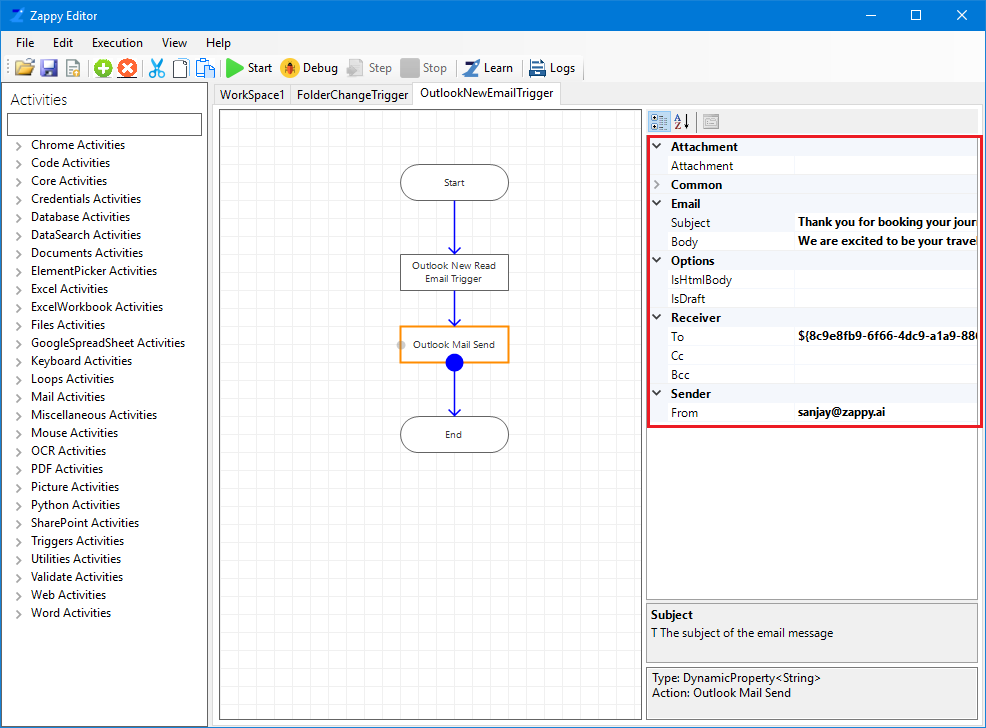 Zappy Editor
File Edit Execution View Help
Start Debug Step Stop Learn Logs
Activities
Chrome Activities
Code Activities
Core Activities
Credentials Activities
Database Activities
DataSearch Activities
Documents Activities
ElementPicker Activities
Excel Activities
ExcelWorkbook Activities
Files Activities
GoogleSpreadSheet Activities
Keyboard Activities
Loops Activities
Mail Activities
Miscellaneous Activities
Mouse Activities
OCR Activities
PDF Activities
Picture Activities
Python Activities
SharePoint Activities
Triggers Activities
Utilities Activities
Validate Activities
Web Activities
Word Activities
WorkSpace1 FolderChangeTrigger OutlookNewEmailTrigger
Start
Outlook New Read
Email Trigger
Outlook Mail Send
End
Attachment
Attachment
Common
Email
Subject Thank you for booking your jour
Body We are excited to be your trave
Options
IsHtmlBody
IsDraft
Receiver
To ${8c9e8fb9-6f66-4dc9-a1a9-88
Cc
Bcc
Sender
From sanjay@zappy.ai
Subject
T The subject of the email message
Type: DynamicProperty<String>
Action: Outlook Mail Send